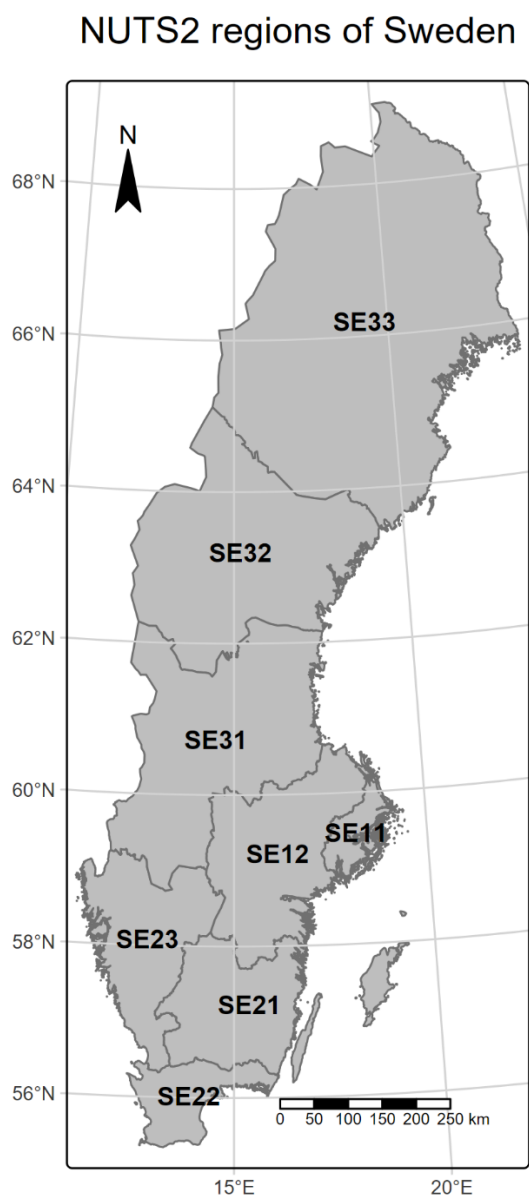 NUTS2 regions of Sweden
N
68°N
66°N
64°N
62°N
60°N
58°N
56°N
SE33
SE32
SE31
SE11
SE12
SE23
SE21
SE22
0 50 100 150 200 250 km
15°E 20°E